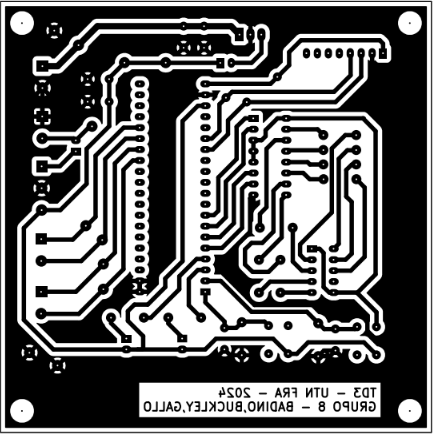 TD3 - UTN FRA - 2024
GRUPO 8 - BADINO,BUCKLEY,GALLO